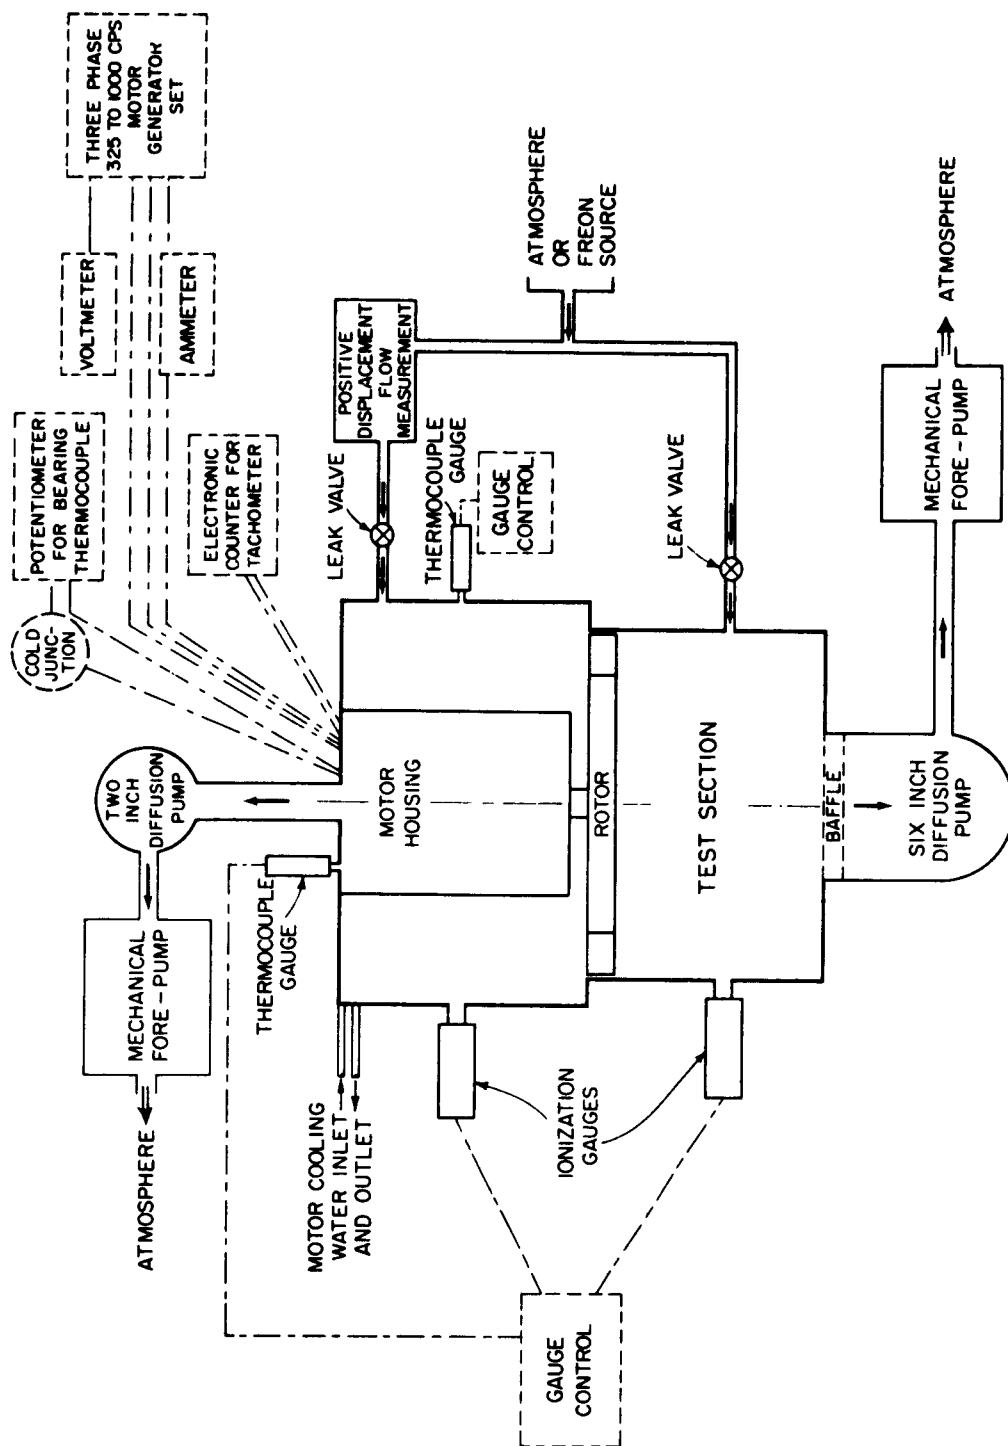 THREE PHASE
325 TO 1000 CPS
MOTOR
GENERATOR
SET
VOLTMETER
AMMETER
POTENTIOMETER
FOR BEARING
THERMOCOUPLE
COLD
JUNC-
TION
ELECTRONIC
COUNTER FOR
TACHOMETER
TWO
INCH
DIFFUSION
PUMP
MECHANICAL
FORE-PUMP
ATMOSPHERE
THERMOCOUPLE
GAUGE
MOTOR COOLING
WATER INLET
AND OUTLET
MOTOR
HOUSING
LEAK VALVE
POSITIVE
DISPLACEMENT
FLOW
MEASUREMENT
THERMOCOUPLE
GAUGE
GAUGE
CONTROL
ATMOSPHERE
OR
FREON
SOURCE
ROTOR
LEAK VALVE
TEST SECTION
IONIZATION
GAUGES
GAUGE
CONTROL
BAFFLE
SIX INCH
DIFFUSION
PUMP
MECHANICAL
FORE-PUMP
ATMOSPHERE